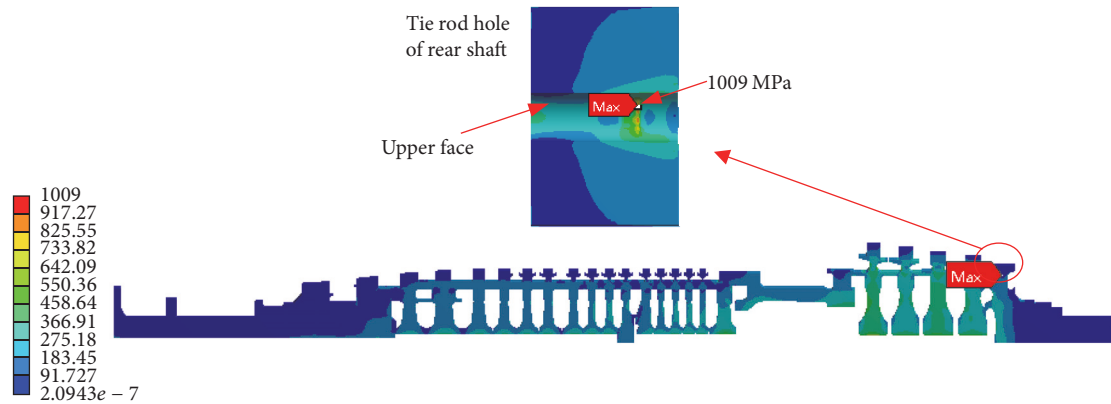 Tie rod hole
of rear shaft
1009 MPa
Max
Upper face
1009
917.27
825.55
733.82
642.09
550.36
458.64
366.91
275.18
183.45
91.727
2.0943e − 7
Max